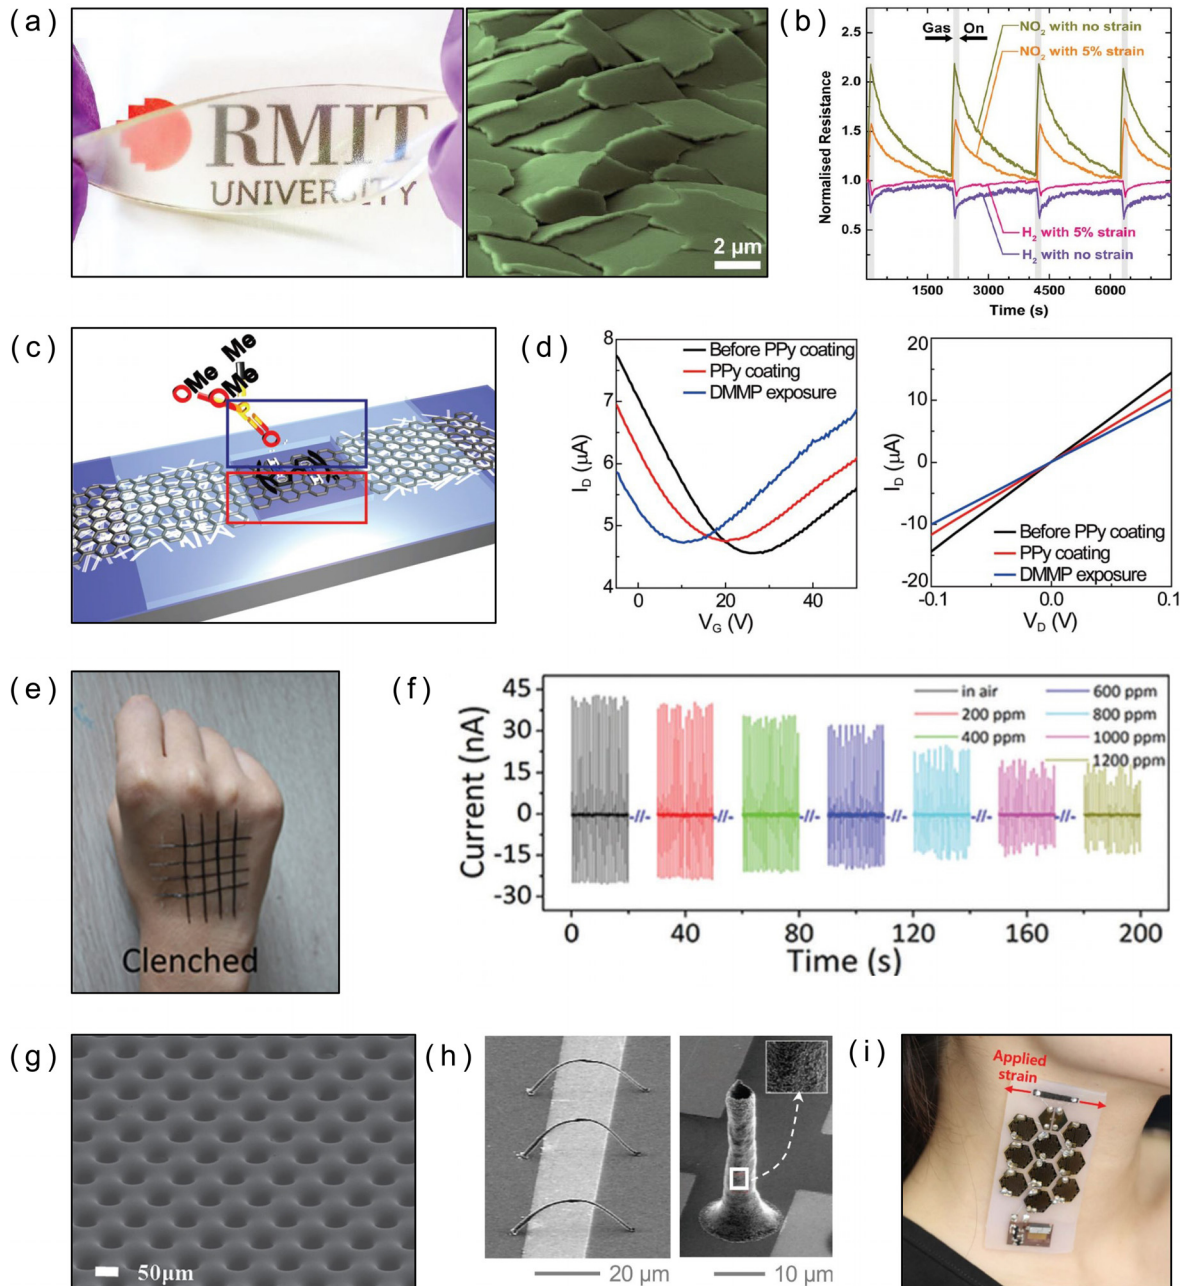 (a)
RMIT
UNIVERSITY
2 μm
(b)
Normalised Resistance
2.5
2.0
1.5
1.0
0.5
Gas On
NO₂ with no strain
NO₂ with 5% strain
H₂ with 5% strain
H₂ with no strain
1500 3000 4500 6000
Time (s)
(c)
Me
Me
Me
H
H
(d)
I_D (μA)
8
7
6
5
4
Before PPy coating
PPy coating
DMMP exposure
0 20 40
V_G (V)
I_D (μA)
20
10
0
-10
-20
Before PPy coating
PPy coating
DMMP exposure
-0.1 0.0 0.1
V_D (V)
(e)
Clenched
(f)
Current (nA)
45
30
15
0
-15
-30
in air
200 ppm
400 ppm
600 ppm
800 ppm
1000 ppm
1200 ppm
0 40 80 120 160 200
Time (s)
(g)
50μm
(h)
20 μm
10 μm
(i)
Applied
strain